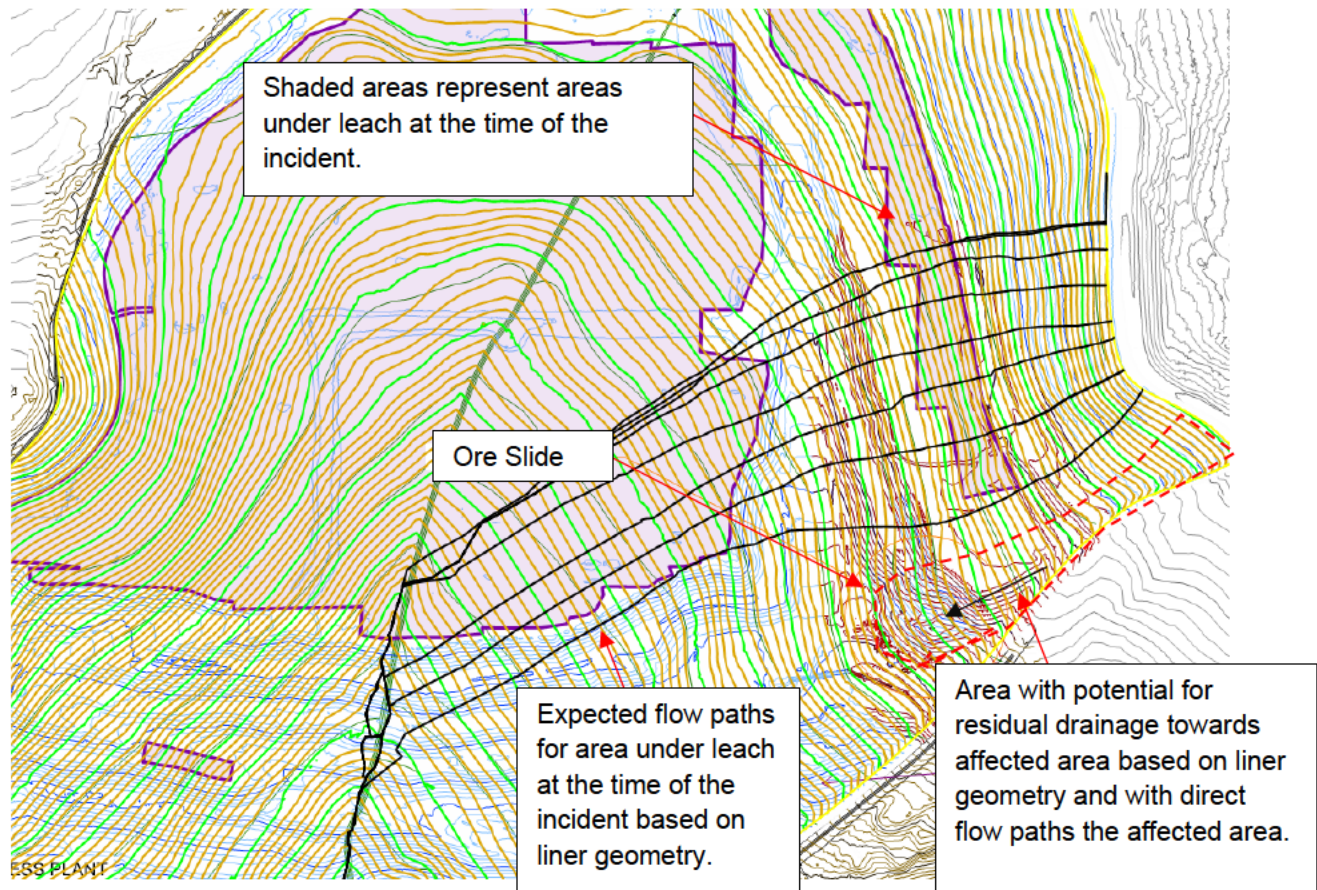 Shaded areas represent areas
under leach at the time of the
incident.
Ore Slide
Expected flow paths
for area under leach
at the time of the
incident based on
liner geometry.
Area with potential for
residual drainage towards
affected area based on liner
geometry and with direct
flow paths the affected area.
ESS PLANT